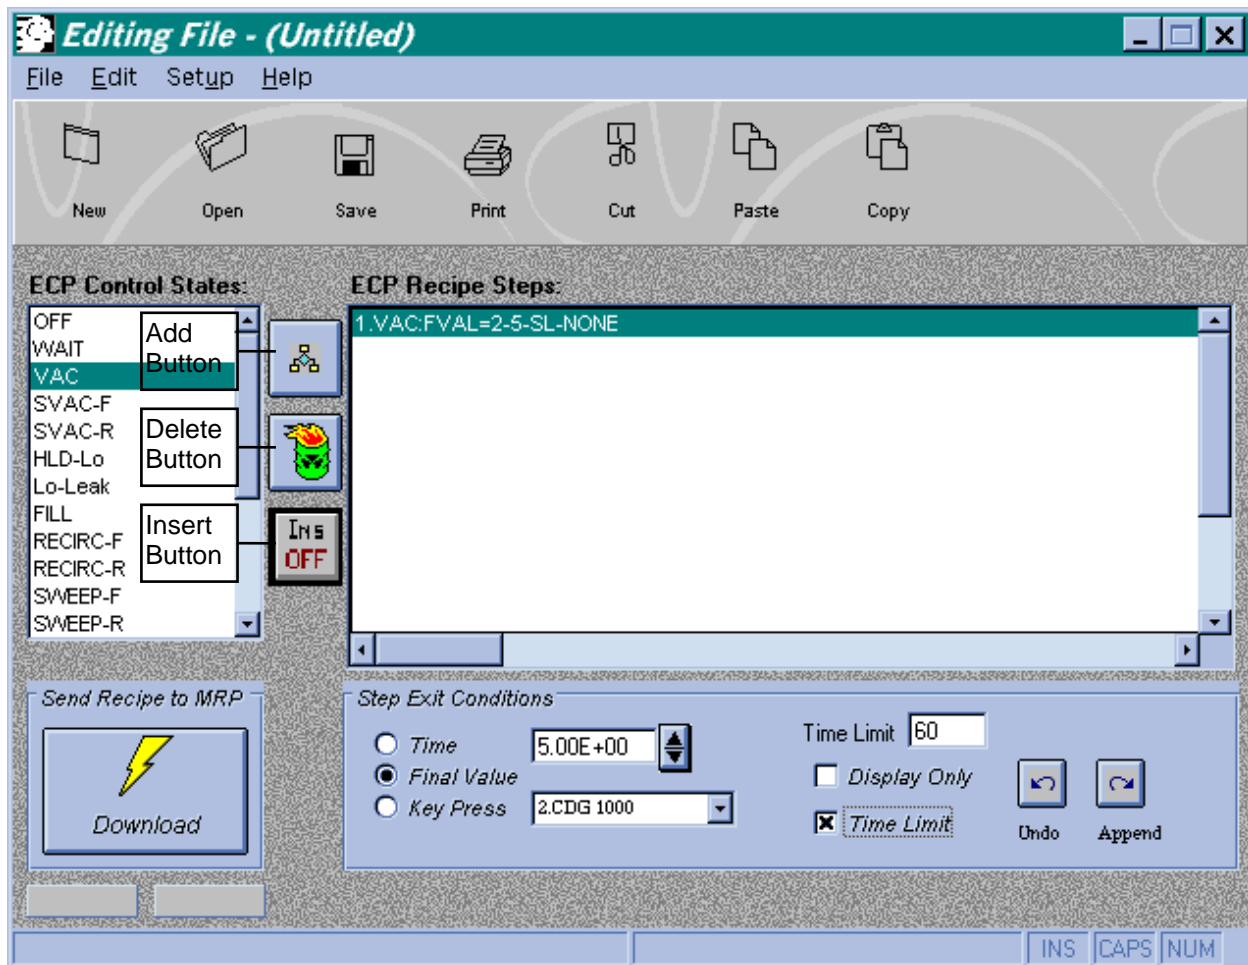 Editing File - (Untitled)
File Edit Setup Help
New Open Save Print Cut Paste Copy
ECP Control States:
OFF
WAIT
VAC
SVAC-F
SVAC-R
HLD-Lo
Lo-Leak
FILL
RECIRC-F
RECIRC-R
SWEEP-F
SWEEP-R
Add
Button
Delete
Button
Insert
Button
Ins
OFF
ECP Recipe Steps:
1.VAC:FVAL=2-5-SL-NONE
Send Recipe to MRP
Download
Step Exit Conditions
Time 5.00E+00
Final Value
Key Press 2.CDG 1000
Time Limit 60
Display Only
Time Limit
Undo Append
INS CAPS NUM